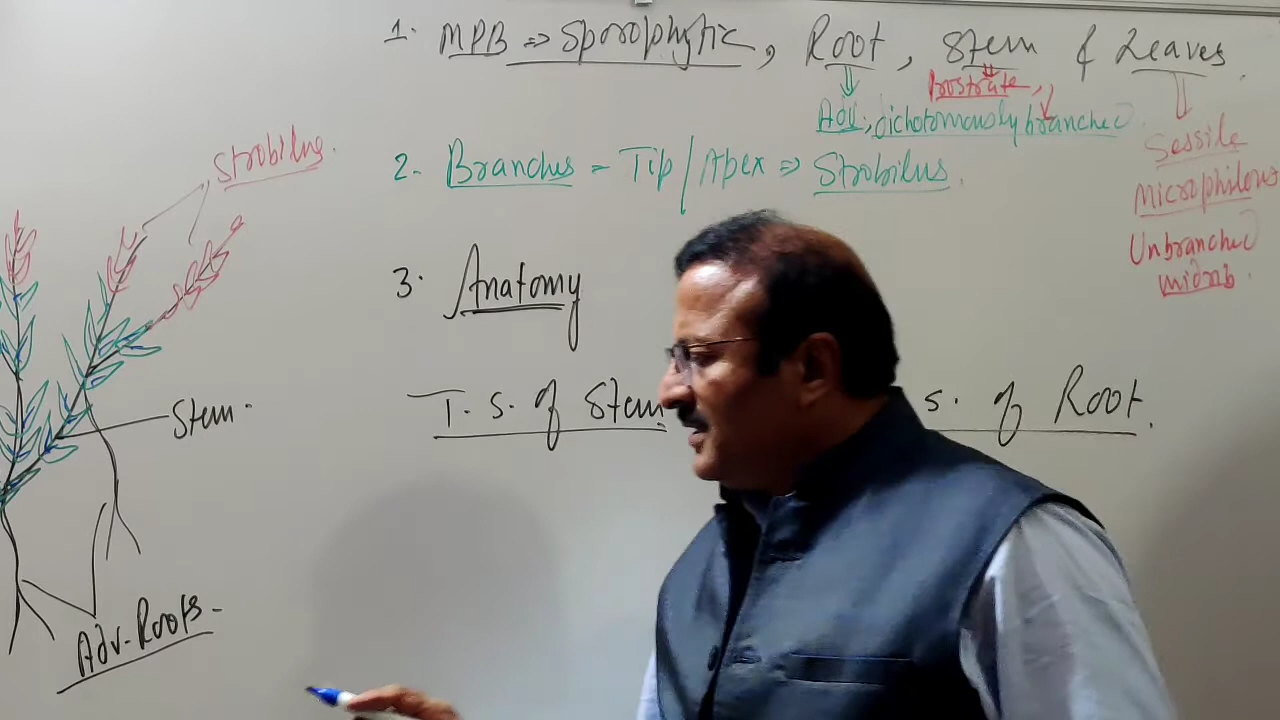 1. MPB ⇒ Sporophytic, Root, Stem & Leaves.
Prostrate,
Adv, dichotomously branched.
Sessile
Microphilous
Unbranched
midrib.
2. Branches - Tip/Apex ⇒ Strobilus.
3. Anatomy
T. S. of Stem
S. of Root.
Strobilus.
Stem.
Adv. Roots-